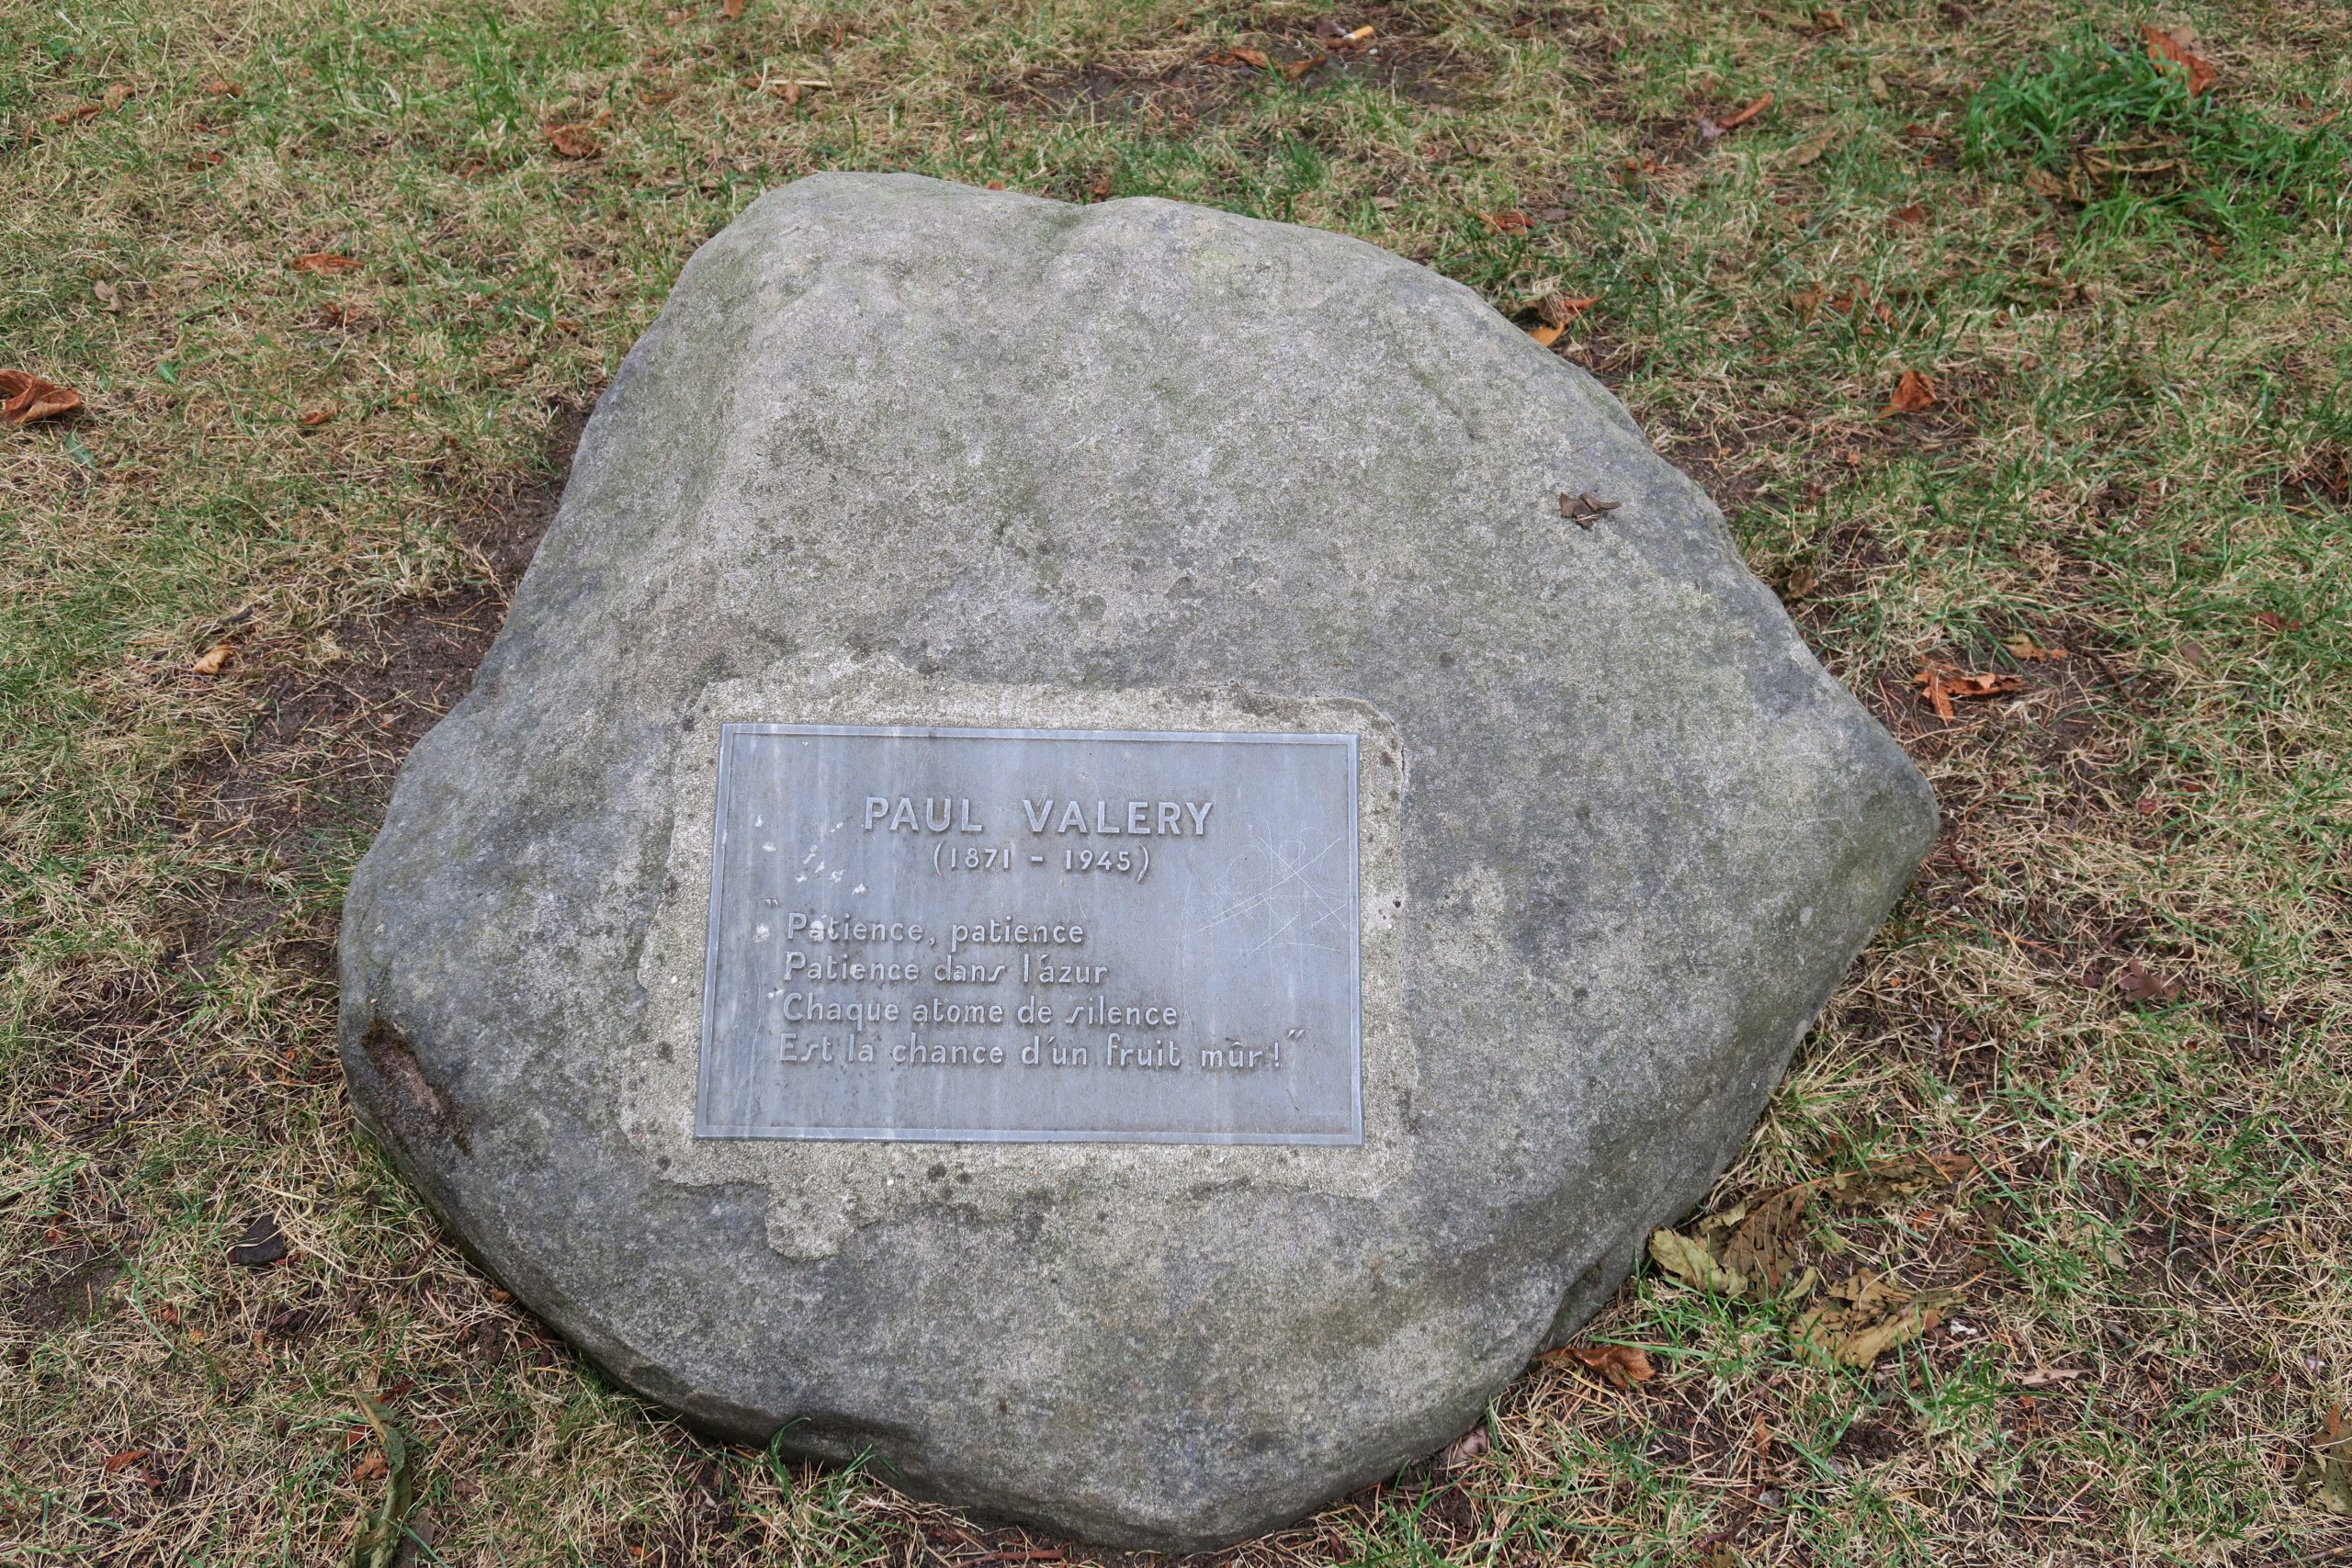 PAUL VALERY
(1871 - 1945)
"Patience, patience
Patience dans l'azur
Chaque atome de silence
Est la chance d'un fruit mûr!"